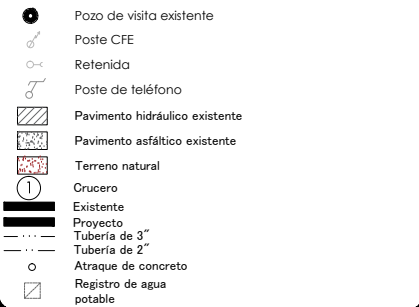 Pozo de visita existente
Poste CFE
Retenida
Poste de teléfono
Pavimento hidráulico existente
Pavimento asfáltico existente
Terreno natural
1 Crucero
Existente
Proyecto
Tubería de 3"
Tubería de 2"
Atraque de concreto
Registro de agua
potable